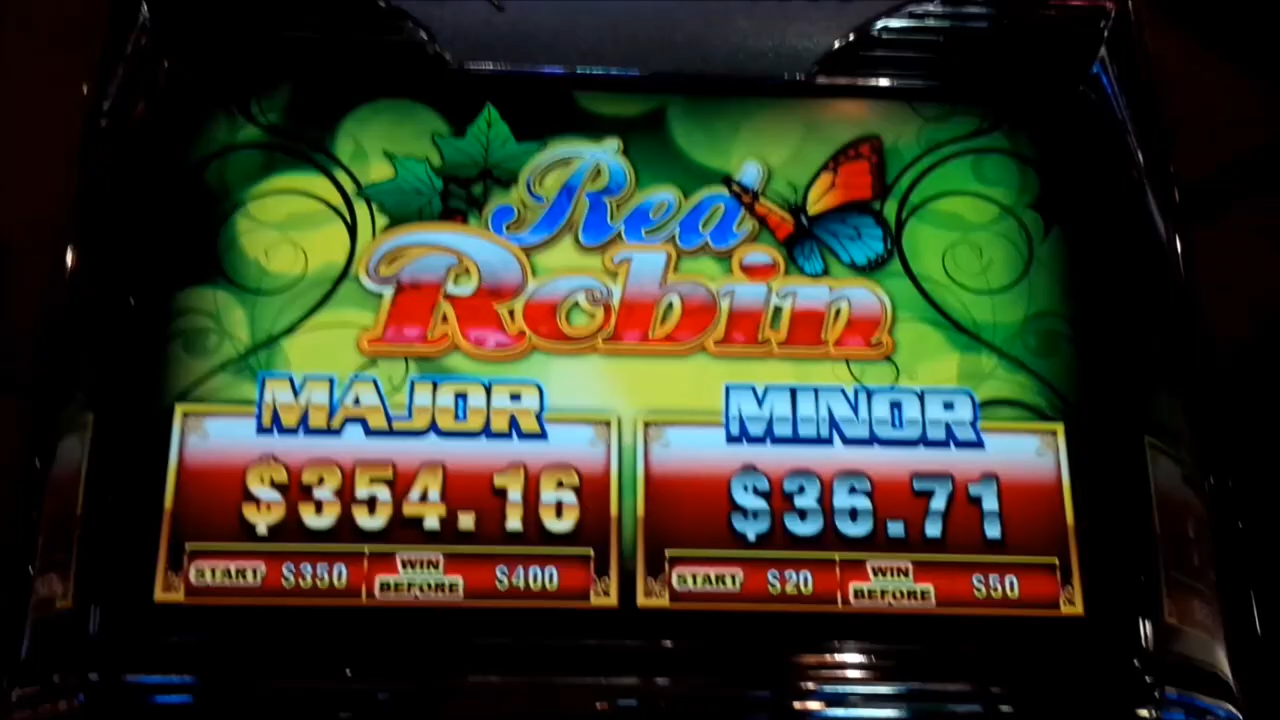 Red
Robin
MAJOR
$354.16
START $350 WIN BEFORE $400
MINOR
$36.71
START $20 WIN BEFORE $50